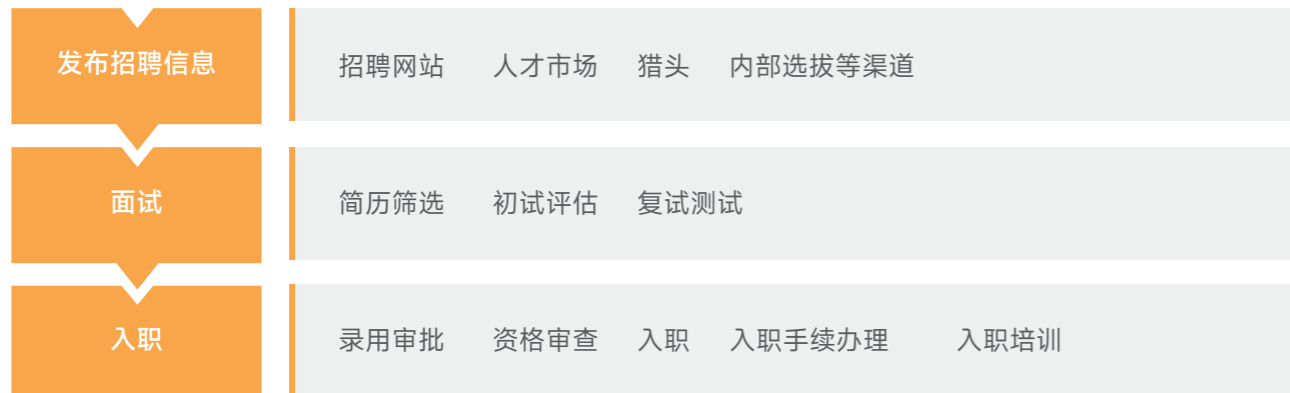 发布招聘信息
招聘网站 人才市场 猎头 内部选拔等渠道
面试
简历筛选 初试评估 复试测试
入职
录用审批 资格审查 入职 入职手续办理 入职培训